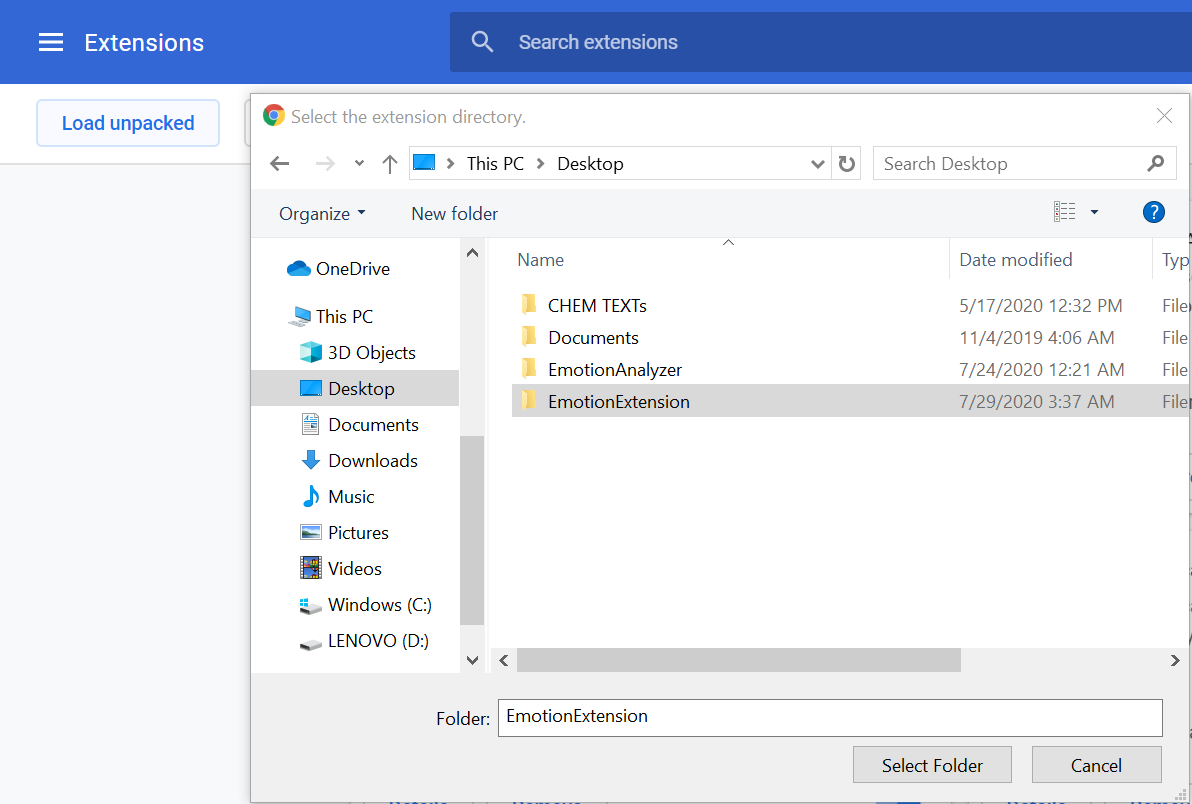 Extensions
Search extensions
Load unpacked
Select the extension directory.
This PC > Desktop
Search Desktop
Organize
New folder
?
OneDrive
This PC
3D Objects
Desktop
Documents
Downloads
Music
Pictures
Videos
Windows (C:)
LENOVO (D:)
Name Date modified Typ
CHEM TEXTs 5/17/2020 12:32 PM File
Documents 11/4/2019 4:06 AM File
EmotionAnalyzer 7/24/2020 12:21 AM File
EmotionExtension 7/29/2020 3:37 AM File
Folder: EmotionExtension
Select Folder Cancel